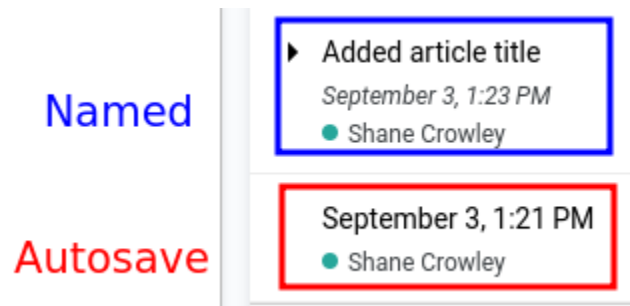 Named
Added article title
September 3, 1:23 PM
Shane Crowley
Autosave
September 3, 1:21 PM
Shane Crowley